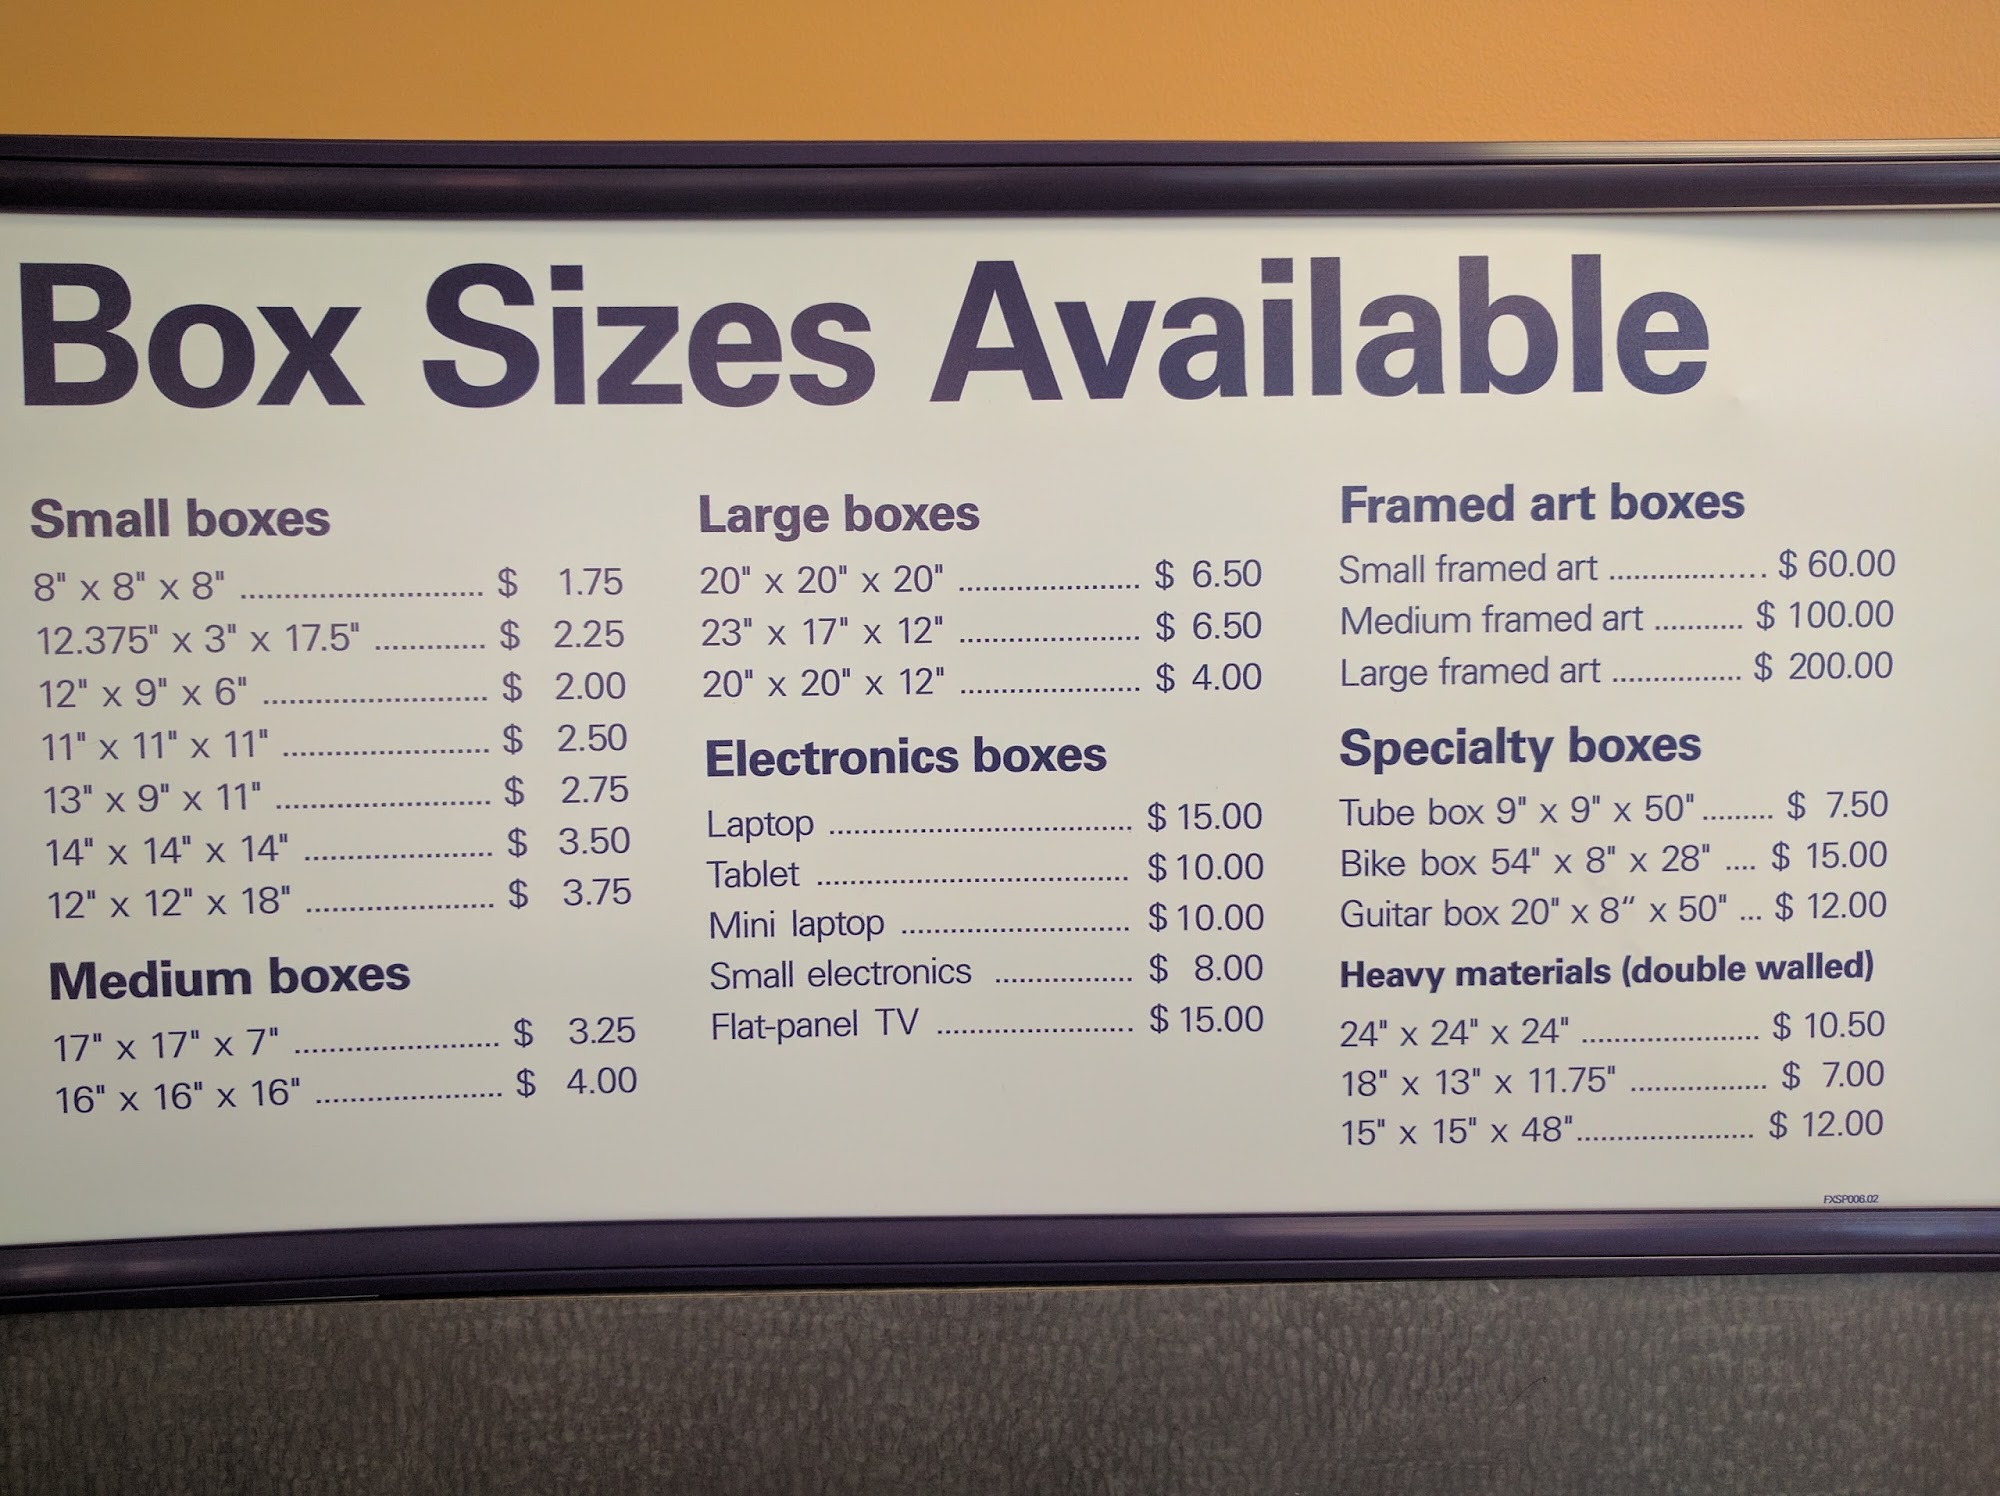 Box Sizes Available
Small boxes
8" x 8" x 8" ............................. $ 1.75
12.375" x 3" x 17.5" ............. $ 2.25
12" x 9" x 6" ........................... $ 2.00
11" x 11" x 11" ......................... $ 2.50
13" x 9" x 11" .......................... $ 2.75
14" x 14" x 14" ....................... $ 3.50
12" x 12" x 18" ....................... $ 3.75
Medium boxes
17" x 17" x 7" ......................... $ 3.25
16" x 16" x 16" ....................... $ 4.00
Large boxes
20" x 20" x 20" ...................... $ 6.50
23" x 17" x 12" ...................... $ 6.50
20" x 20" x 12" ...................... $ 4.00
Electronics boxes
Laptop ..................................... $ 15.00
Tablet ...................................... $ 10.00
Mini laptop ............................ $ 10.00
Small electronics ................. $ 8.00
Flat-panel TV ........................ $ 15.00
Framed art boxes
Small framed art ................... $ 60.00
Medium framed art ........... $ 100.00
Large framed art ................ $ 200.00
Specialty boxes
Tube box 9" x 9" x 50"......... $ 7.50
Bike box 54" x 8" x 28" .... $ 15.00
Guitar box 20" x 8“ x 50" ... $ 12.00
Heavy materials (double walled)
24" x 24" x 24" ...................... $ 10.50
18" x 13" x 11.75" ................. $ 7.00
15" x 15" x 48"...................... $ 12.00
FXSP006.02